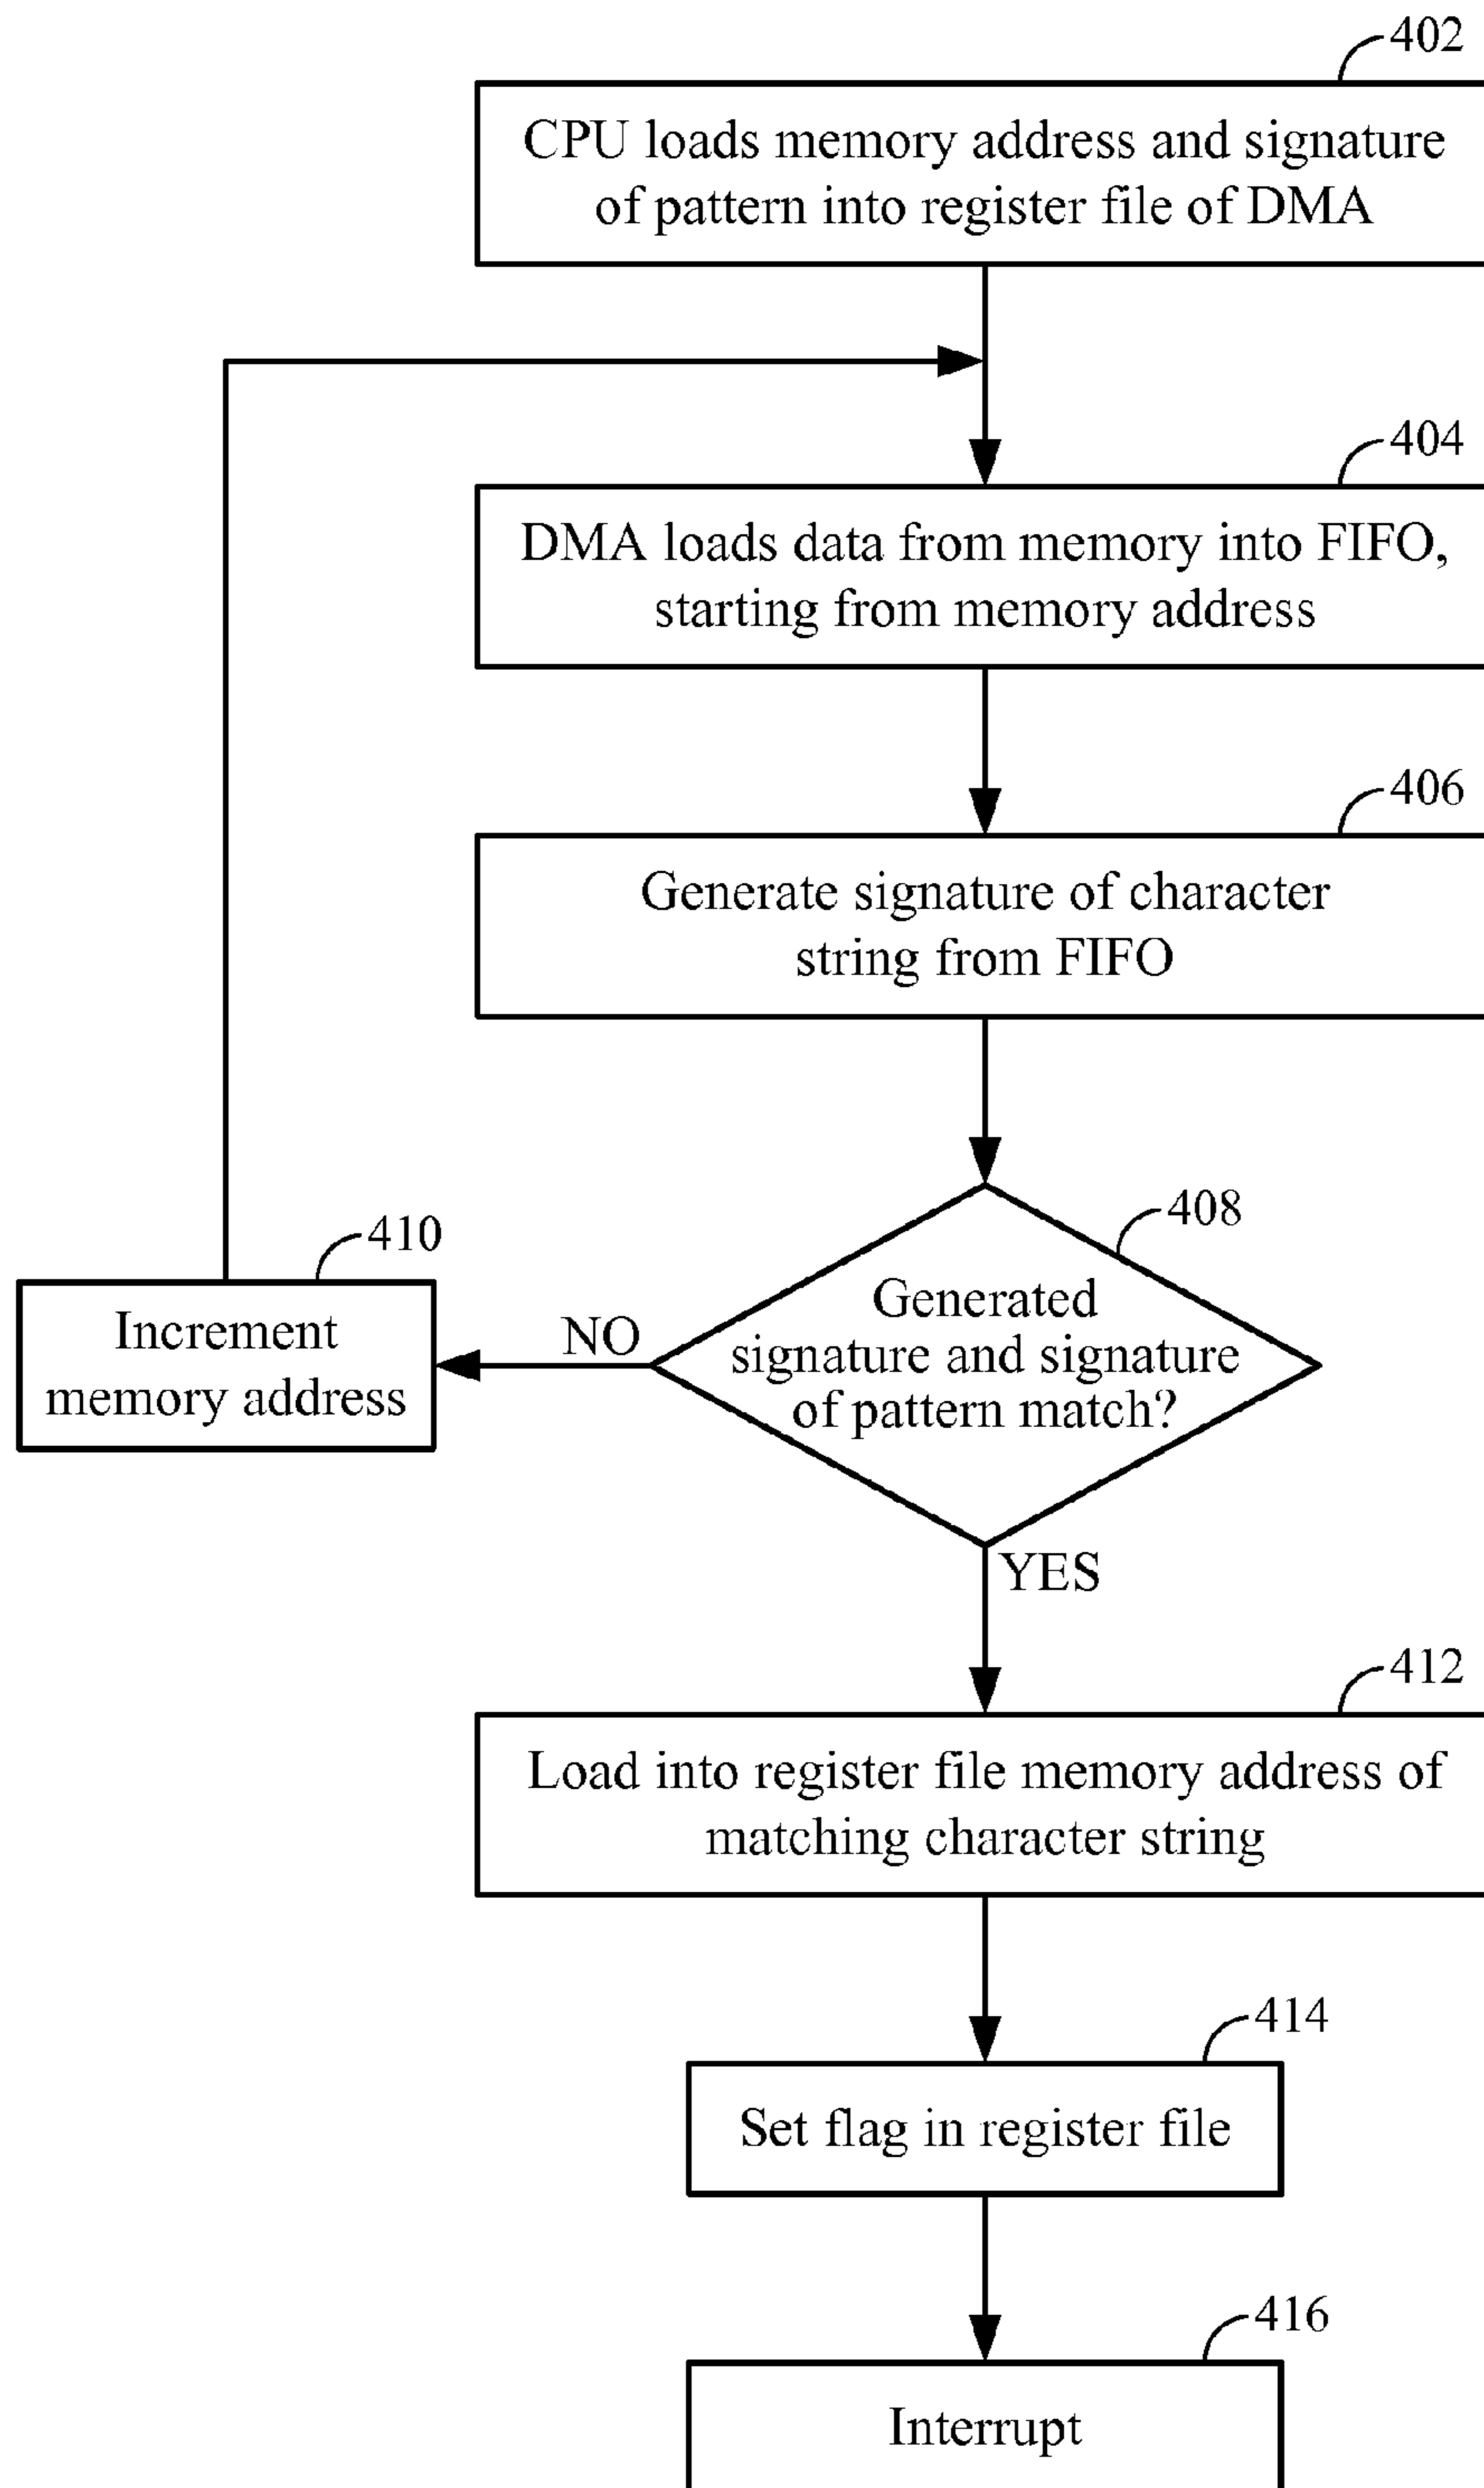 402
CPU loads memory address and signature
of pattern into register file of DMA
404
DMA loads data from memory into FIFO,
starting from memory address
406
Generate signature of character
string from FIFO
408
Generated
signature and signature
of pattern match?
NO
410
Increment
memory address
YES
412
Load into register file memory address of
matching character string
414
Set flag in register file
416
Interrupt